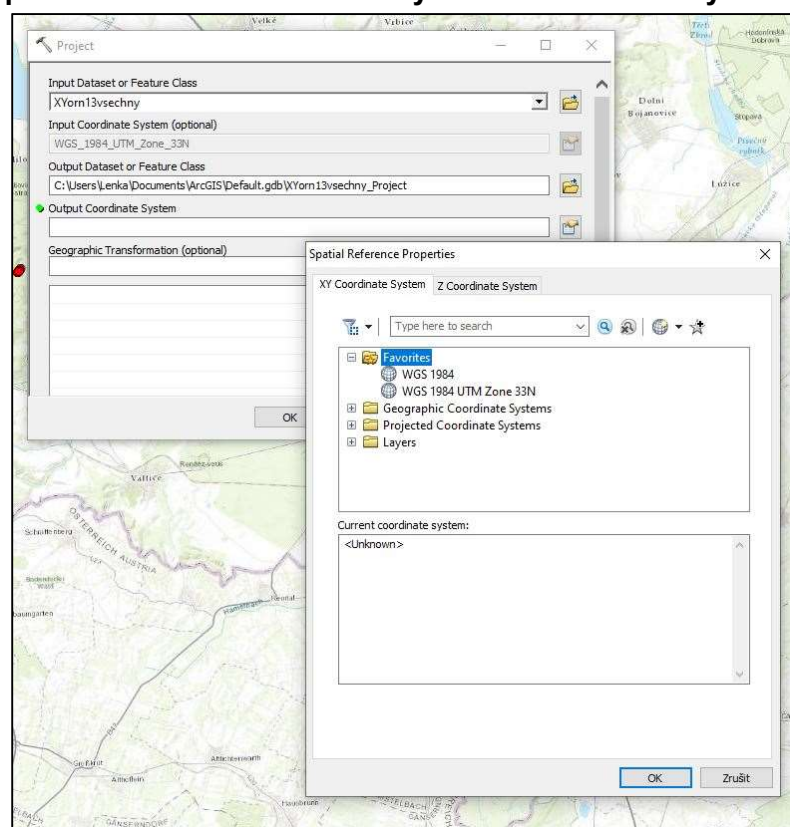 Velké
Vrbice
Project
Input Dataset or Feature Class
XYorn13vsechny
Input Coordinate System (optional)
WGS_1984_UTM_Zone_33N
Output Dataset or Feature Class
C:\Users\Lenka\Documents\ArcGIS\Default.gdb\XYorn13vsechny_Project
Output Coordinate System
Geographic Transformation (optional)
OK
Dolní
Bojanovice
Lužice
Spatial Reference Properties
XY Coordinate System
Z Coordinate System
Type here to search
Favorites
WGS 1984
WGS 1984 UTM Zone 33N
Geographic Coordinate Systems
Projected Coordinate Systems
Layers
Current coordinate system:
<Unknown>
OK
Zrušit
Valtice
ÖSTERREICH AUSTRIA
GÄNSERNDORF